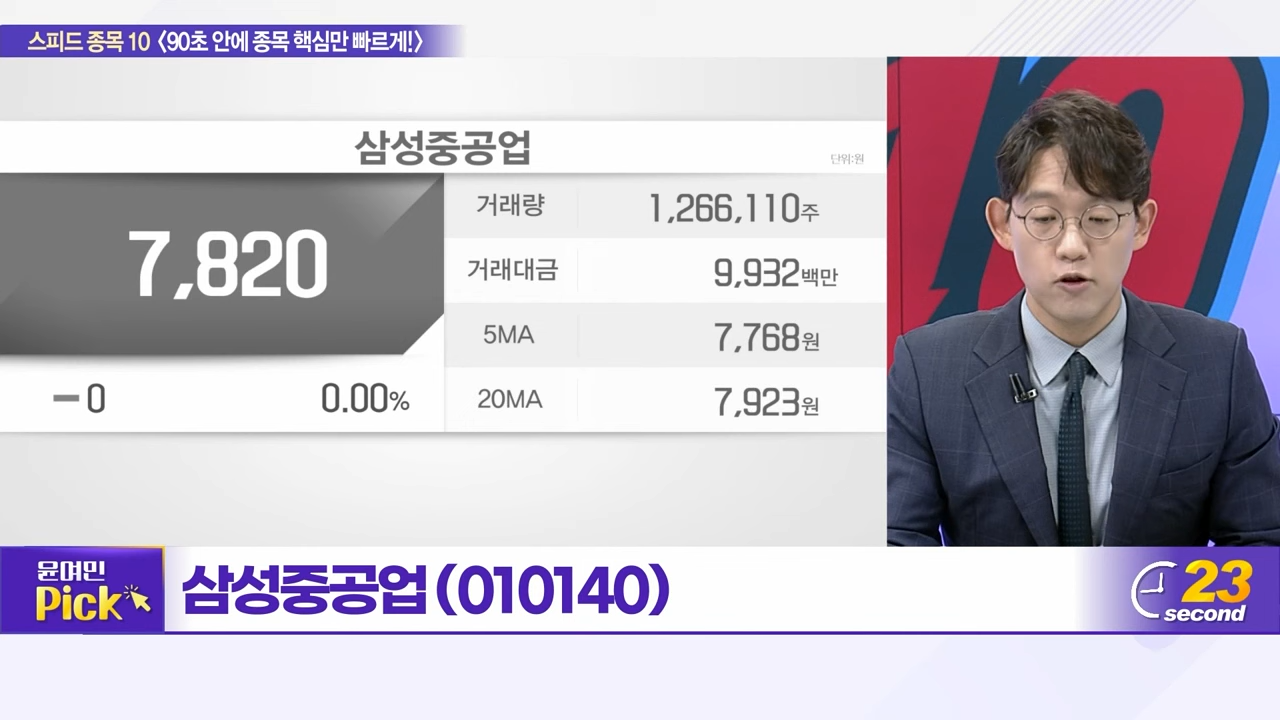 스피드 종목 10 <90초 안에 종목 핵심만 빠르게!>
삼성중공업
단위:원
7,820
0 0.00%
거래량 1,266,110주
거래대금 9,932백만
5MA 7,768원
20MA 7,923원
윤여민
Pick
삼성중공업(010140)
23
second